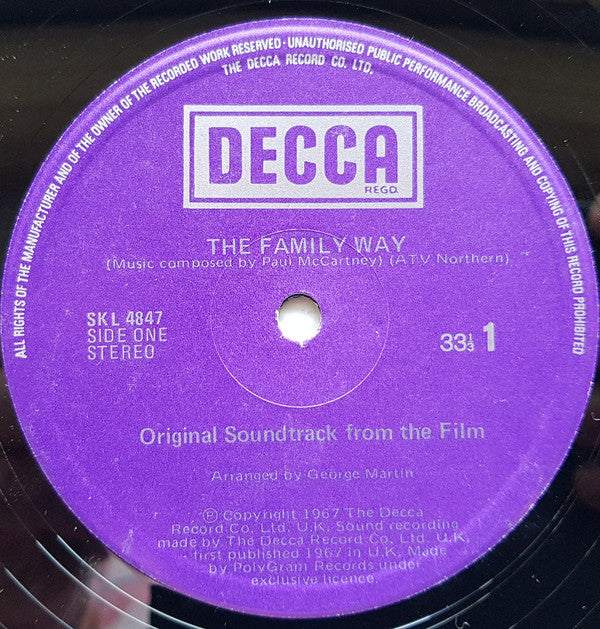 ALL RIGHTS OF THE MANUFACTURER AND OF THE OWNER OF THE RECORDED WORK RESERVED · UNAUTHORISED PUBLIC PERFORMANCE BROADCASTING AND COPYING OF THIS RECORD PROHIBITED
THE DECCA RECORD CO. LTD.
DECCA
REGD.
THE FAMILY WAY
(Music composed by Paul McCartney) (ATV Northern)
SKL 4847
SIDE ONE
STEREO
33⅓ 1
Original Soundtrack from the Film
Arranged by George Martin
℗ Copyright 1967 The Decca
Record Co. Ltd. U.K. Sound recording
made by The Decca Record Co. Ltd. U.K.
- first published 1967 in U.K. Made
by PolyGram Records under
exclusive licence.